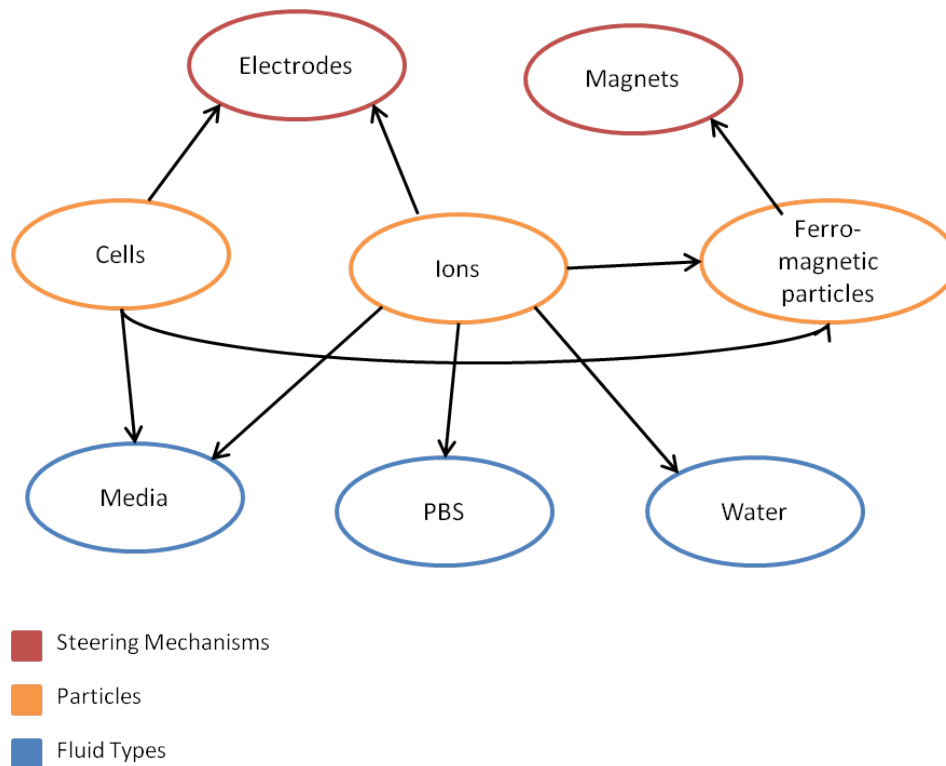 Electrodes
Magnets
Cells
Ions
Ferro-
magnetic
particles
Media
PBS
Water
Steering Mechanisms
Particles
Fluid Types